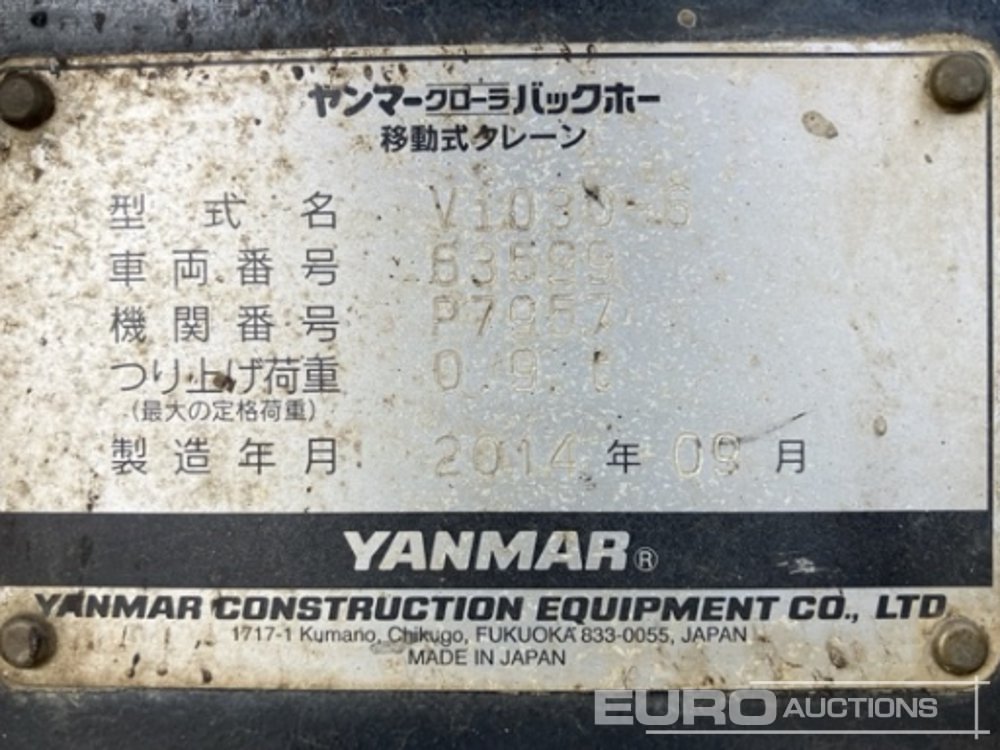 ヤンマークローラバックホー
移動式クレーン
型式名 ViO30-6
車両番号 63599
機関番号 P7957
つり上げ荷重 0.9 t
(最大の定格荷重)
製造年月 2014 年 09 月
YANMAR®
YANMAR CONSTRUCTION EQUIPMENT CO., LTD.
1717-1 Kumano, Chikugo, FUKUOKA 833-0055, JAPAN
MADE IN JAPAN
EURO AUCTIONS